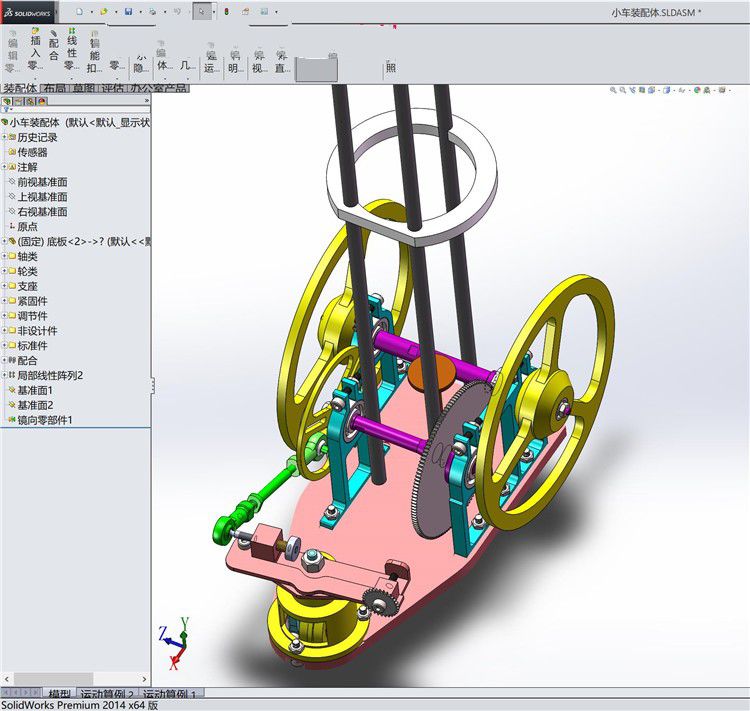 SOLIDWORKS
小车装配体.SLDASM *
编辑零...
插入零...
配合
线性零...
智能扣...
零...
隐...
体...
几...
运...
明...
视...
直...
照
装配体 布局 草图 评估 办公室产品
小车装配体 (默认<默认_显示状
历史记录
传感器
注解
前视基准面
上视基准面
右视基准面
原点
(固定) 底板<2>->? (默认<<默
轴类
轮类
支座
紧固件
调节件
非设计件
标准件
配合
局部线性阵列2
基准面1
基准面2
镜向零部件1
Z
Y
X
模型 运动算例 2 运动算例 1
SolidWorks Premium 2014 x64 版